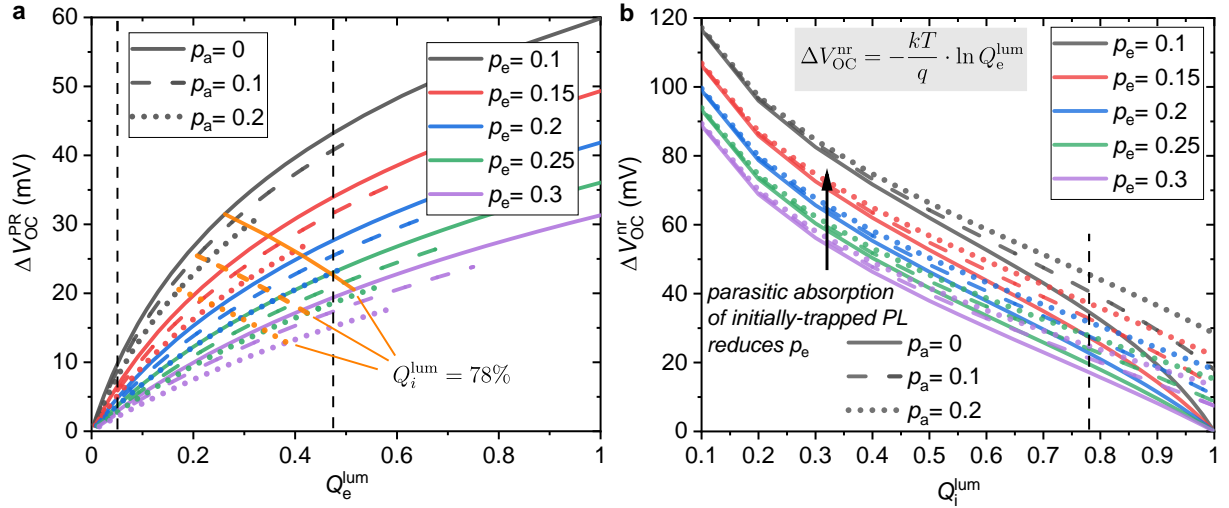 a
60
50
40
30
20
10
0
ΔV_OC^PR (mV)
p_a= 0
p_a= 0.1
p_a= 0.2
p_e= 0.1
p_e= 0.15
p_e= 0.2
p_e= 0.25
p_e= 0.3
Q_i^lum = 78%
0 0.2 0.4 0.6 0.8 1
Q_e^lum
b
120
100
80
60
40
20
0
ΔV_OC^nr (mV)
ΔV_OC^nr = −kT/q · ln Q_e^lum
p_e= 0.1
p_e= 0.15
p_e= 0.2
p_e= 0.25
p_e= 0.3
parasitic absorption
of initially-trapped PL
reduces p_e
p_a= 0
p_a= 0.1
p_a= 0.2
0.1 0.2 0.3 0.4 0.5 0.6 0.7 0.8 0.9 1
Q_i^lum